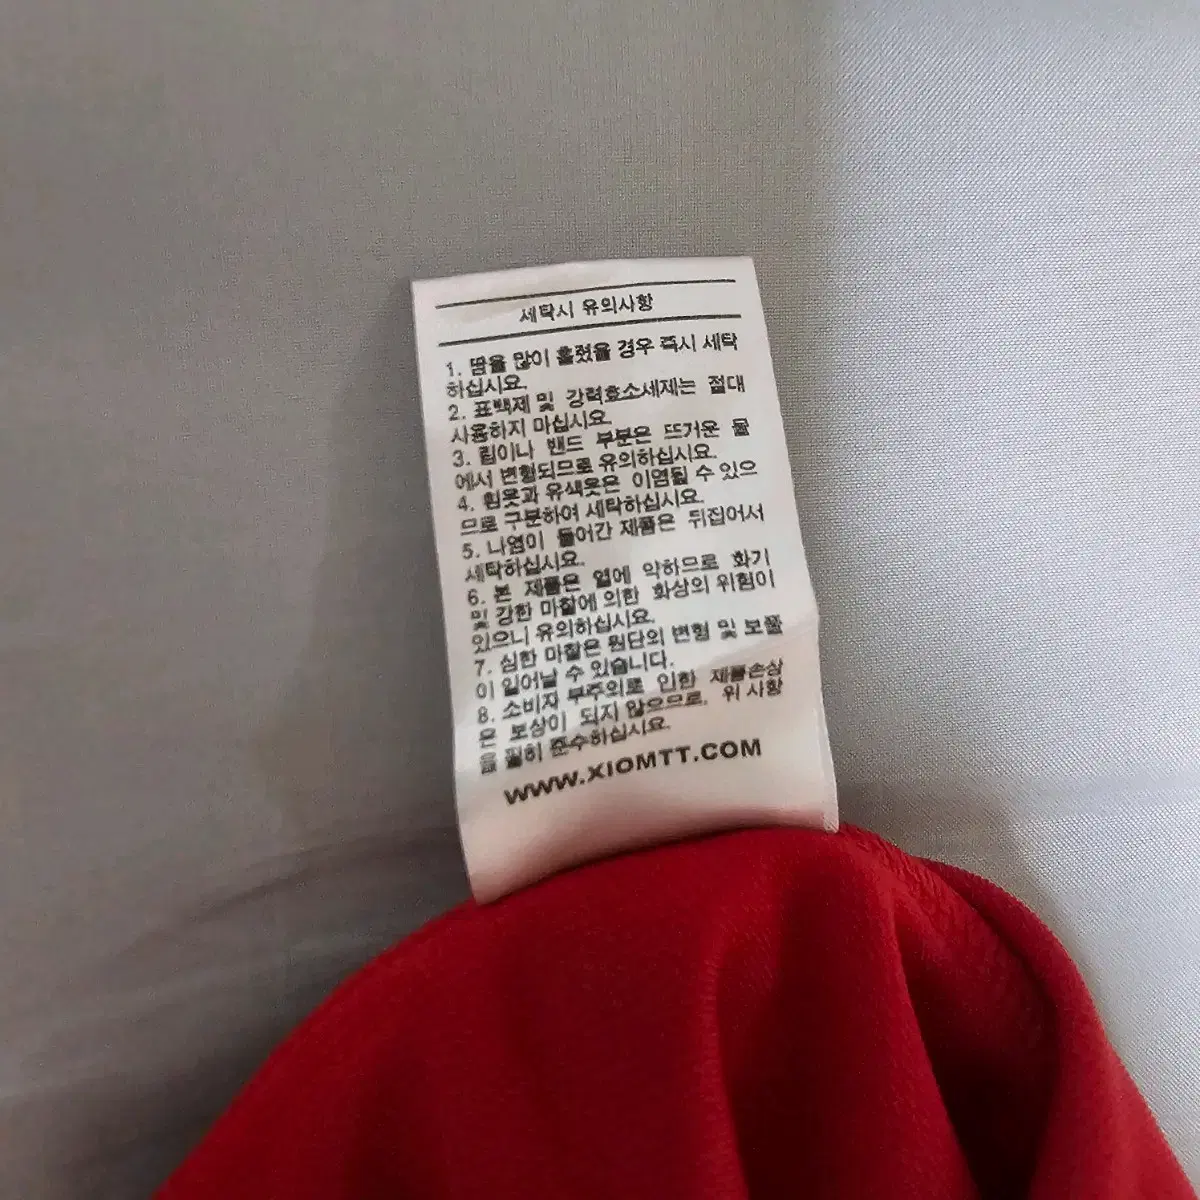 세탁시 유의사항
1. 땀을 많이 흘렸을 경우 즉시 세탁
하십시요.
2. 표백제 및 강력효소세제는 절대
사용하지 마십시요.
3. 립이나 밴드 부분은 뜨거운 물
에서 변형되므로 유의하십시요.
4. 흰옷과 유색옷은 이염될 수 있으
므로 구분하여 세탁하십시요.
5. 나염이 들어간 제품은 뒤집어서
세탁하십시요.
6. 본 제품은 열에 약하므로 화기
및 강한 마찰에 의한 화상의 위험이
있으니 유의하십시요.
7. 심한 마찰은 원단의 변형 및 보풀
이 일어날 수 있습니다.
8. 소비자 부주의로 인한 제품손상
은 보상이 되지 않으므로, 위 사항
을 필히 준수하십시요.
WWW.XIOMTT.COM